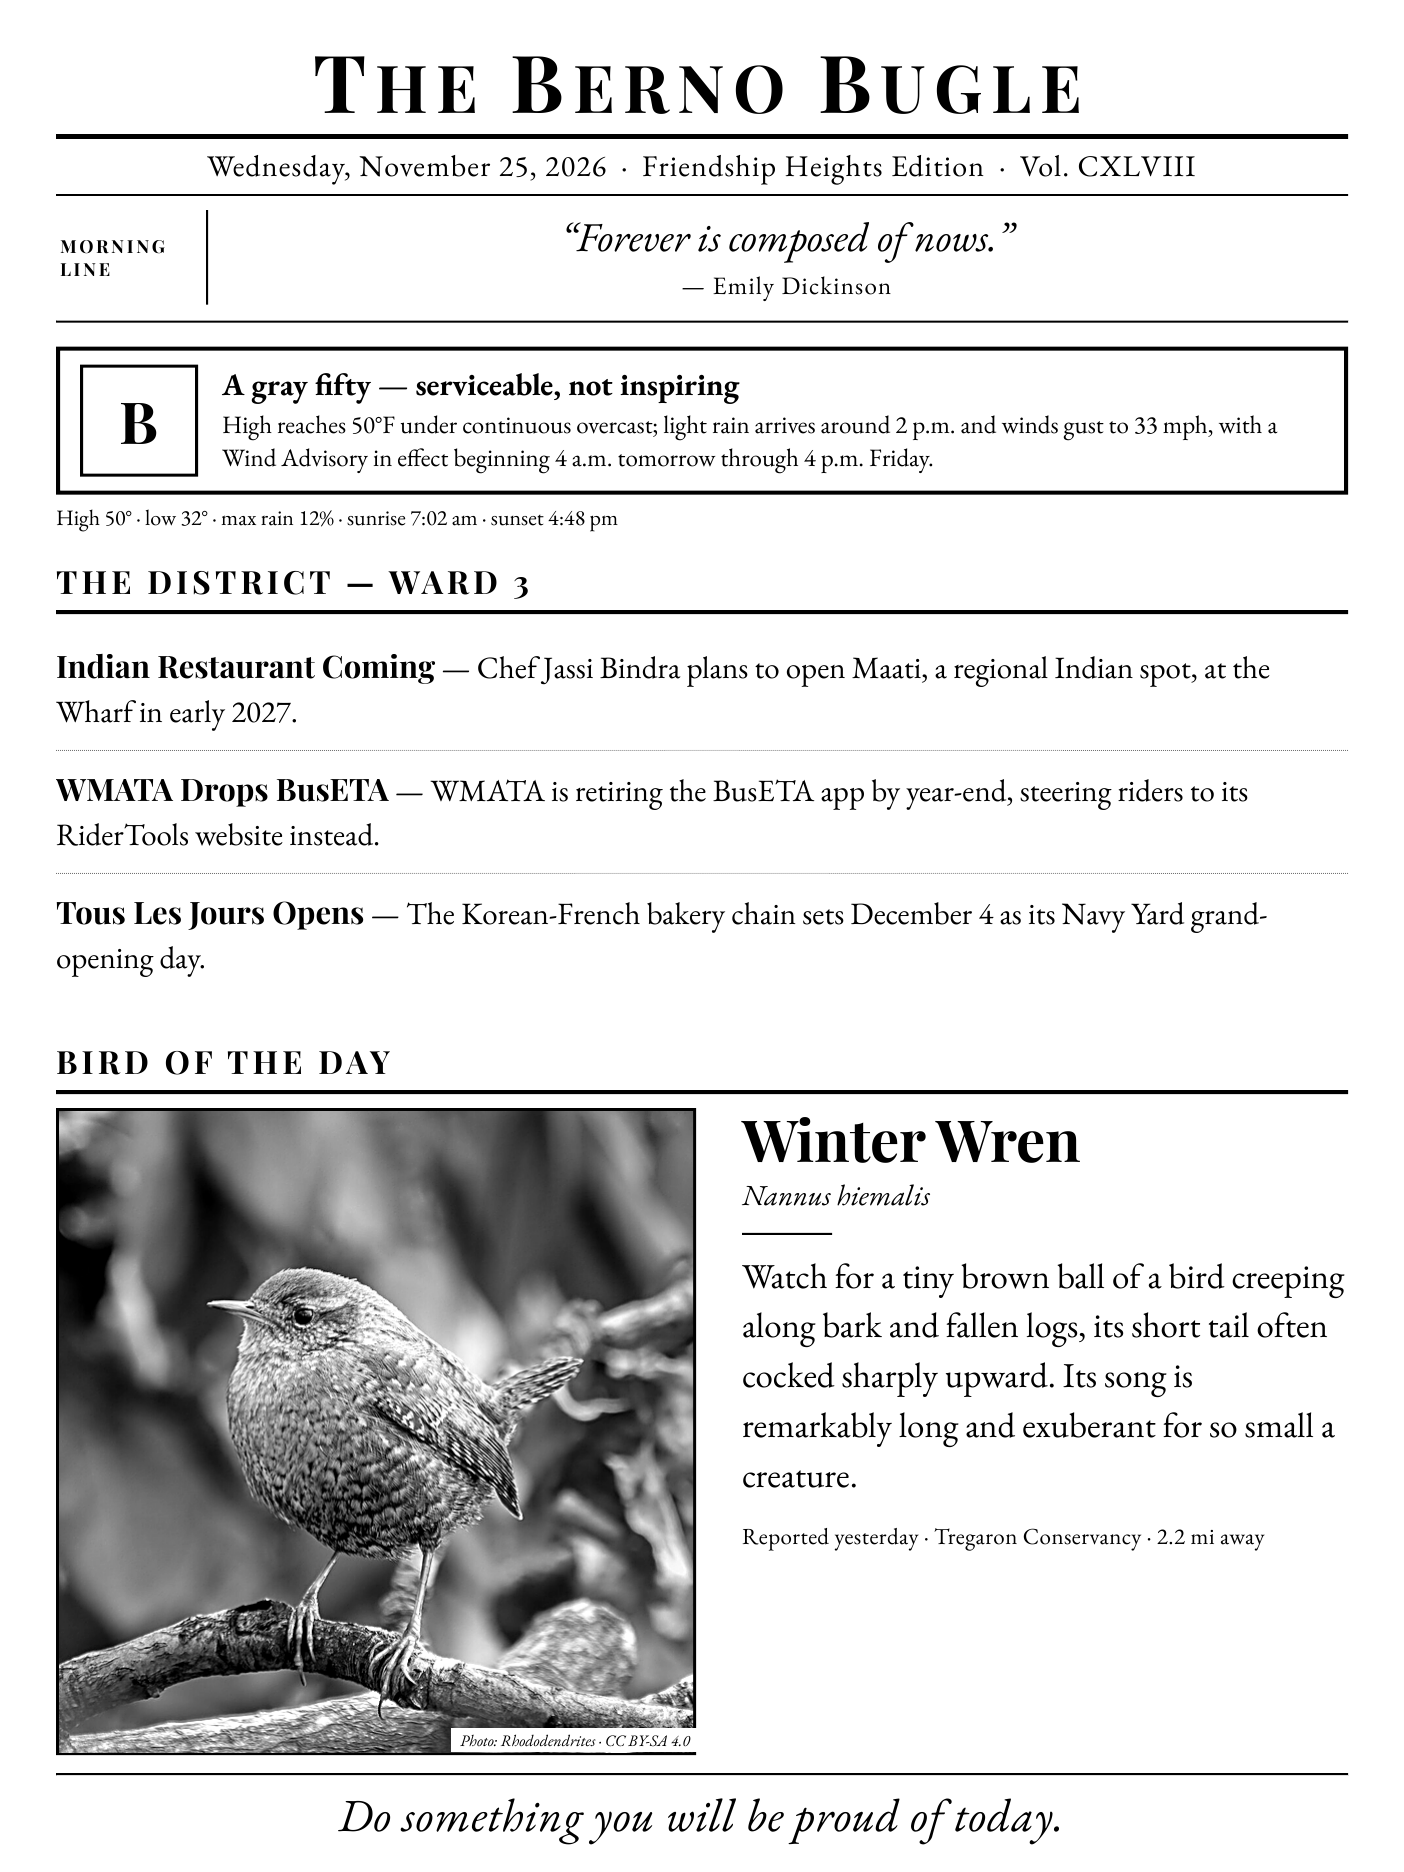 THE BERNO BUGLE
Wednesday, November 25, 2026 · Friendship Heights Edition · Vol. CXLVIII
MORNING
LINE
“Forever is composed of nows.”
— Emily Dickinson
B
A gray fifty — serviceable, not inspiring
High reaches 50°F under continuous overcast; light rain arrives around 2 p.m. and winds gust to 33 mph, with a
Wind Advisory in effect beginning 4 a.m. tomorrow through 4 p.m. Friday.
High 50° · low 32° · max rain 12% · sunrise 7:02 am · sunset 4:48 pm
THE DISTRICT — WARD 3
Indian Restaurant Coming — Chef Jassi Bindra plans to open Maati, a regional Indian spot, at the
Wharf in early 2027.
WMATA Drops BusETA — WMATA is retiring the BusETA app by year-end, steering riders to its
RiderTools website instead.
Tous Les Jours Opens — The Korean-French bakery chain sets December 4 as its Navy Yard grand-
opening day.
BIRD OF THE DAY
Winter Wren
Nannus hiemalis
Watch for a tiny brown ball of a bird creeping
along bark and fallen logs, its short tail often
cocked sharply upward. Its song is
remarkably long and exuberant for so small a
creature.
Reported yesterday · Tregaron Conservancy · 2.2 mi away
Photo: Rhododendrites · CC BY-SA 4.0
Do something you will be proud of today.